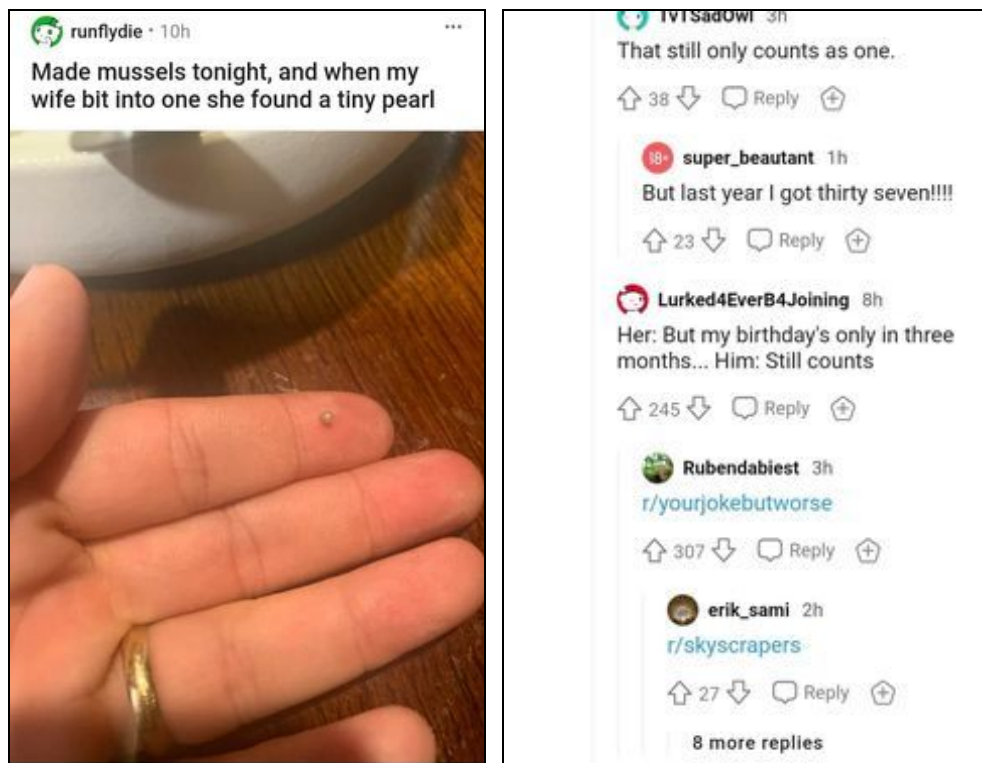 runflydie · 10h
Made mussels tonight, and when my
wife bit into one she found a tiny pearl
TvTSadOwl 3h
That still only counts as one.
38 Reply
18+ super_beautant 1h
But last year I got thirty seven!!!!
23 Reply
Lurked4EverB4Joining 8h
Her: But my birthday's only in three
months... Him: Still counts
245 Reply
Rubendabiest 3h
r/yourjokebutworse
307 Reply
erik_sami 2h
r/skyscrapers
27 Reply
8 more replies